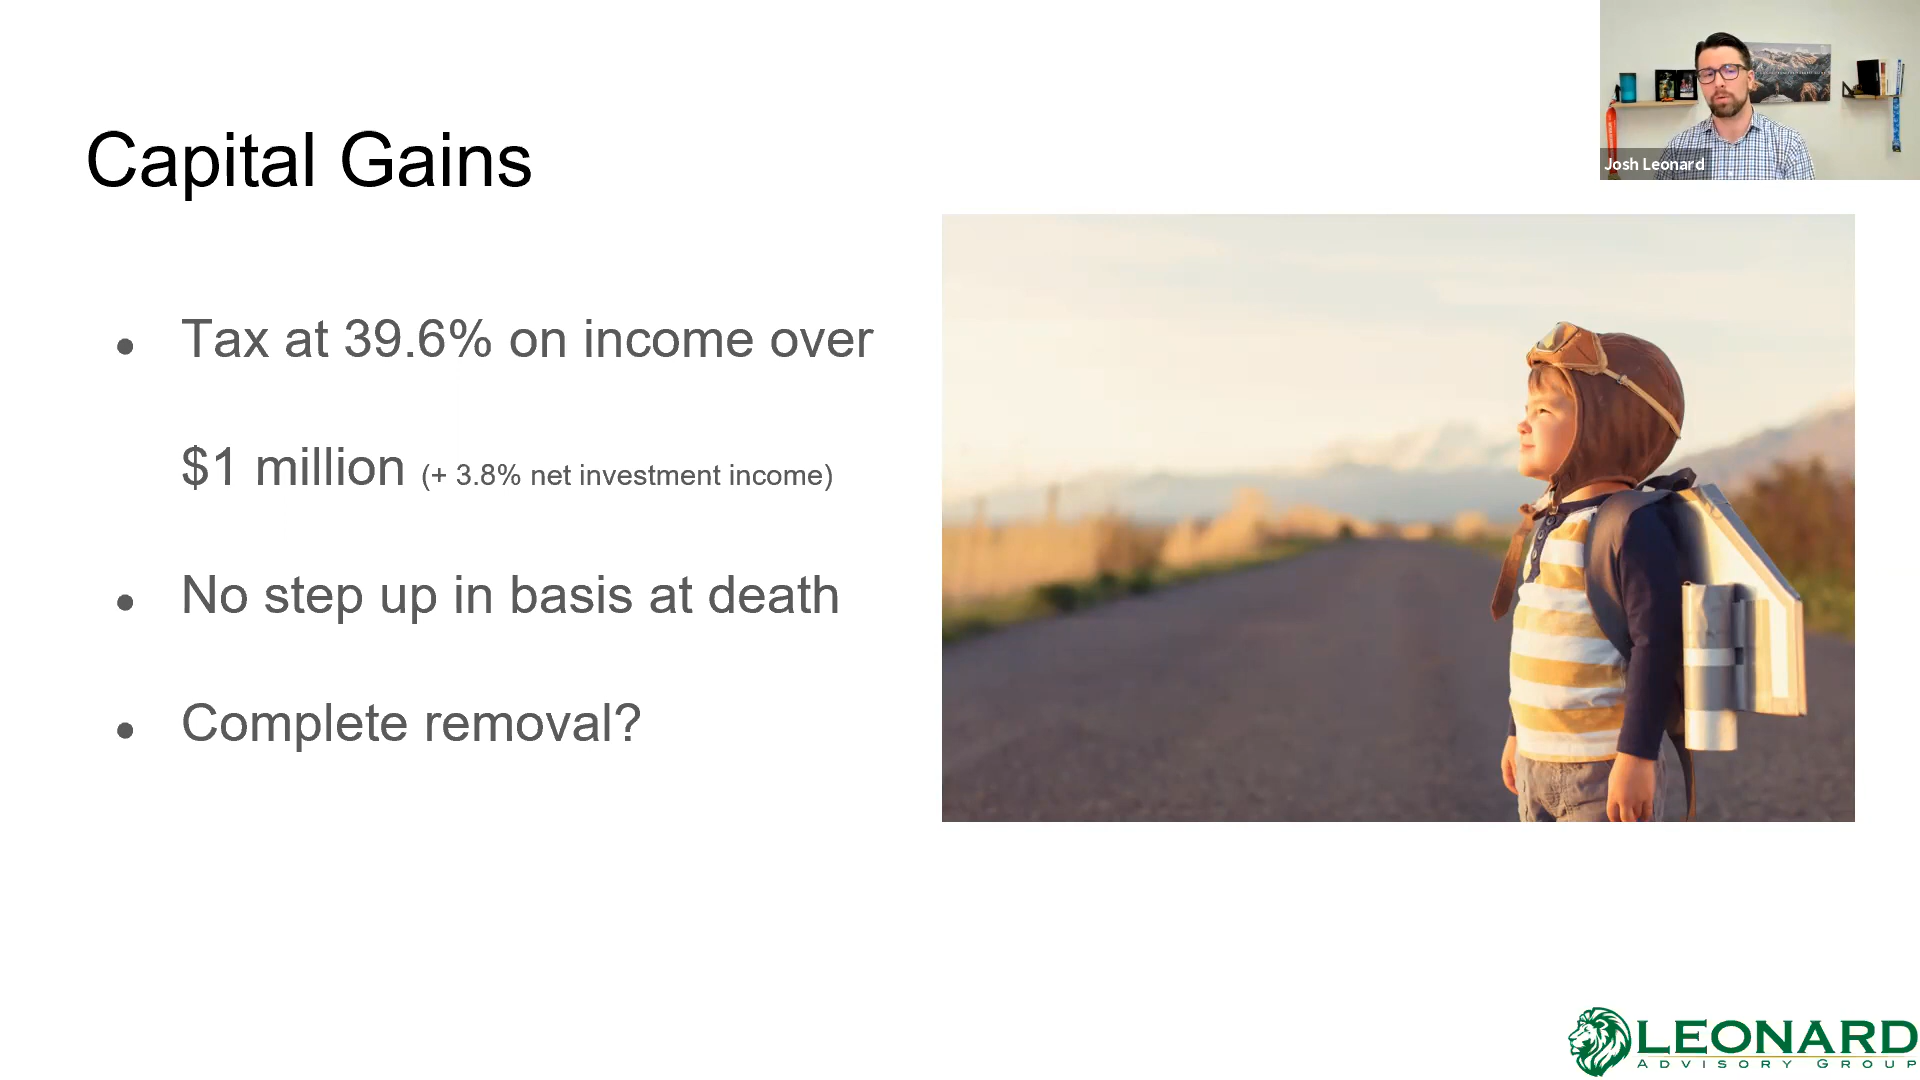 Capital Gains
Josh Leonard
Tax at 39.6% on income over
$1 million (+ 3.8% net investment income)
No step up in basis at death
Complete removal?
LEONARD
ADVISORY GROUP